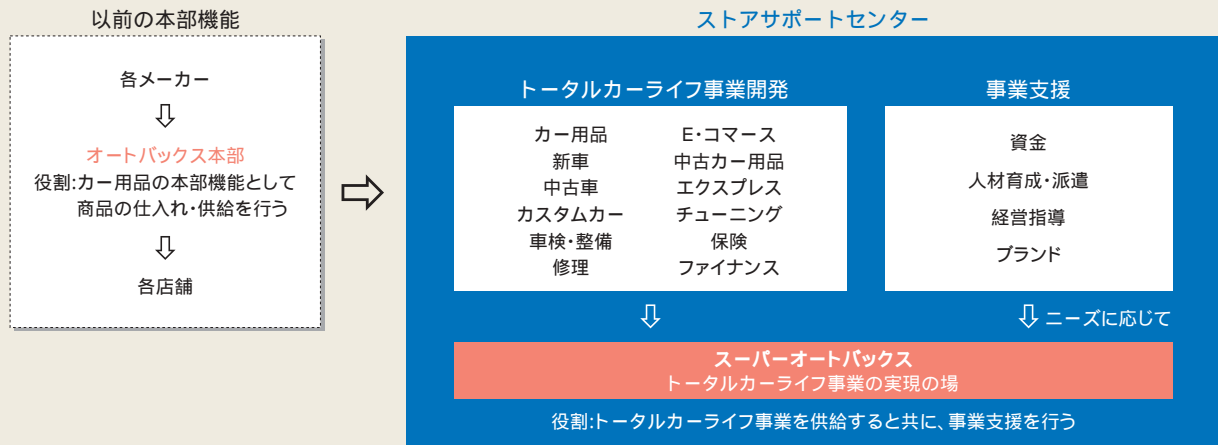 以前の本部機能
各メーカー
オートバックス本部
役割:カー用品の本部機能として
商品の仕入れ・供給を行う
各店舗
ストアサポートセンター
トータルカーライフ事業開発
カー用品
新車
中古車
カスタムカー
車検・整備
修理
E・コマース
中古カー用品
エクスプレス
チューニング
保険
ファイナンス
事業支援
資金
人材育成・派遣
経営指導
ブランド
ニーズに応じて
スーパーオートバックス
トータルカーライフ事業の実現の場
役割:トータルカーライフ事業を供給すると共に、事業支援を行う